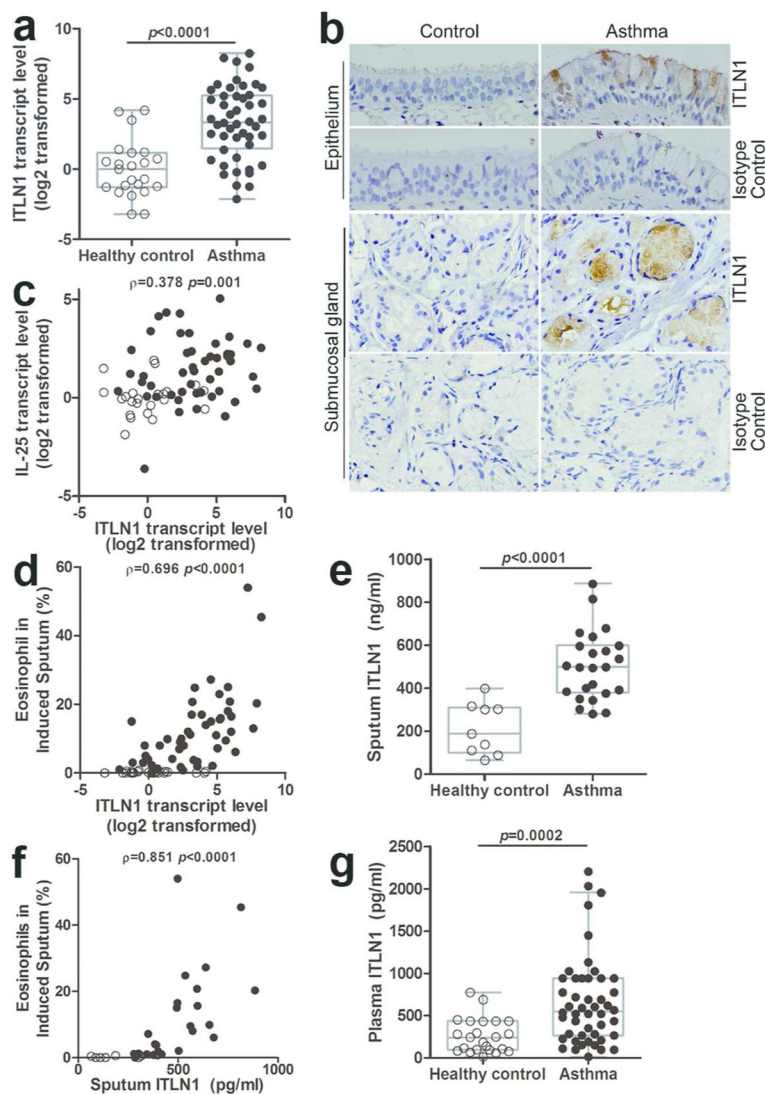 a
ITLN1 transcript level
(log2 transformed)
10
5
0
-5
p<0.0001
Healthy control
Asthma
b
Control
Asthma
Epithelium
Submucosal gland
ITLN1
Isotype
Control
ITLN1
Isotype
Control
c
ρ=0.378 p=0.001
IL-25 transcript level
(log2 transformed)
5
0
-5
-5
0
5
10
ITLN1 transcript level
(log2 transformed)
d
ρ=0.696 p<0.0001
Eosinophil in
Induced Sputum (%)
60
40
20
0
-5
0
5
10
ITLN1 transcript level
(log2 transformed)
e
p<0.0001
Sputum ITLN1 (ng/ml)
1000
800
600
400
200
0
Healthy control
Asthma
f
ρ=0.851 p<0.0001
Eosinophils in
Induced Sputum (%)
60
40
20
0
0
500
1000
Sputum ITLN1 (pg/ml)
g
p=0.0002
Plasma ITLN1 (pg/ml)
2500
2000
1500
1000
500
0
Healthy control
Asthma